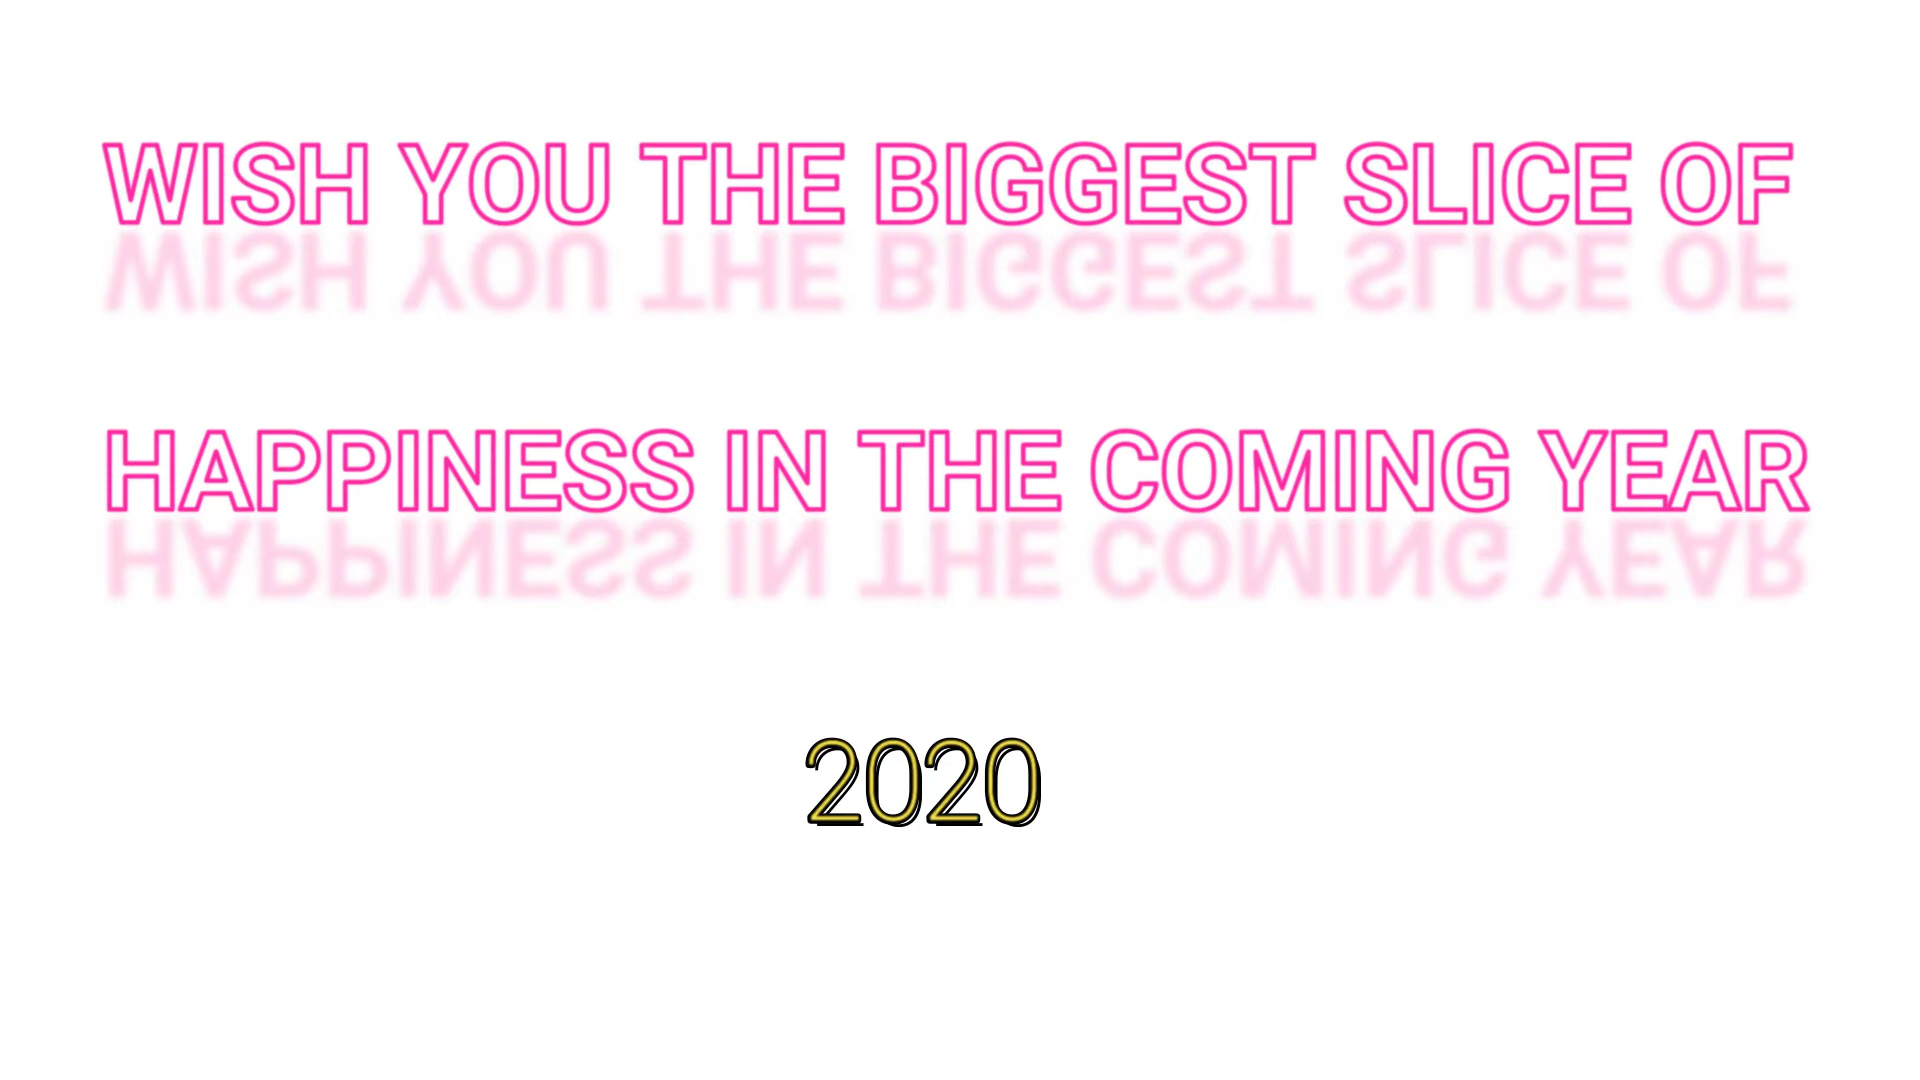 WISH YOU THE BIGGEST SLICE OF
HAPPINESS IN THE COMING YEAR
2020